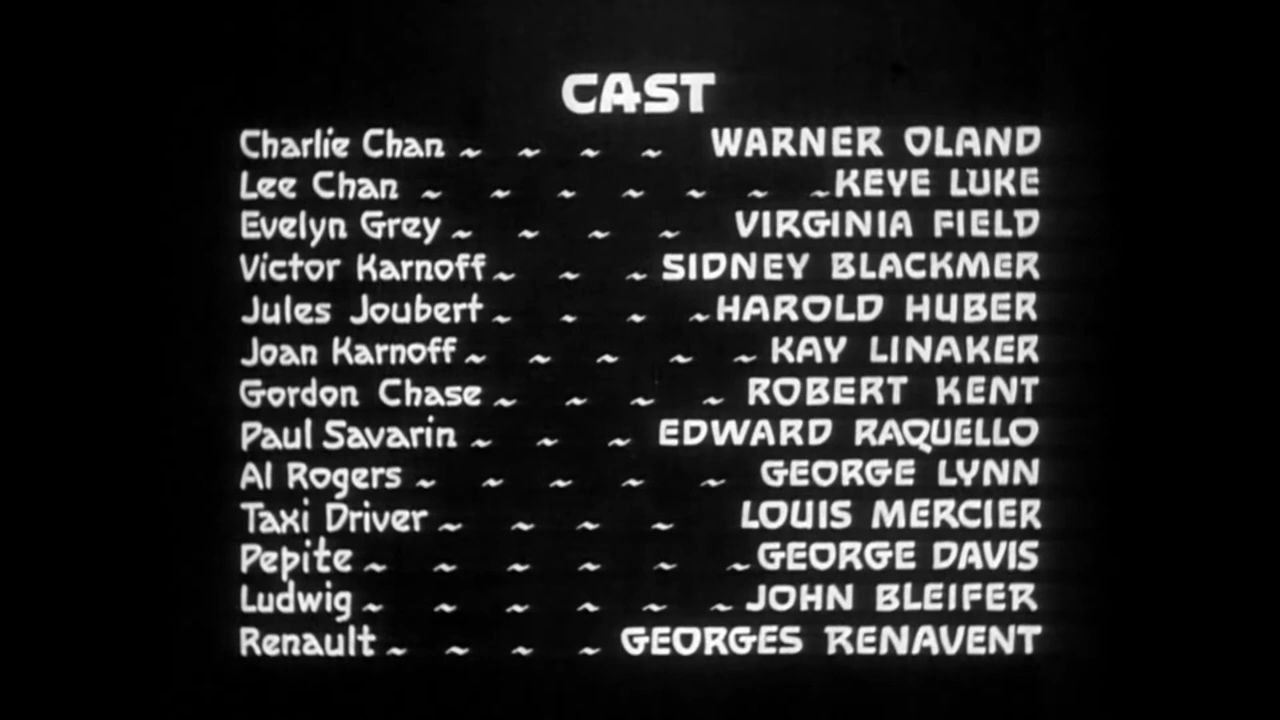 CAST
Charlie Chan ~ ~ ~ ~ WARNER OLAND
Lee Chan ~ ~ ~ ~ ~ ~ ~ KEYE LUKE
Evelyn Grey ~ ~ ~ ~ VIRGINIA FIELD
Victor Karnoff ~ ~ ~ SIDNEY BLACKMER
Jules Joubert ~ ~ ~ ~ HAROLD HUBER
Joan Karnoff ~ ~ ~ ~ ~ KAY LINAKER
Gordon Chase ~ ~ ~ ~ ROBERT KENT
Paul Savarin ~ ~ ~ EDWARD RAQUELLO
Al Rogers ~ ~ ~ ~ ~ GEORGE LYNN
Taxi Driver ~ ~ ~ ~ LOUIS MERCIER
Pepite ~ ~ ~ ~ ~ ~ GEORGE DAVIS
Ludwig ~ ~ ~ ~ ~ ~ JOHN BLEIFER
Renault ~ ~ ~ ~ GEORGES RENAVENT